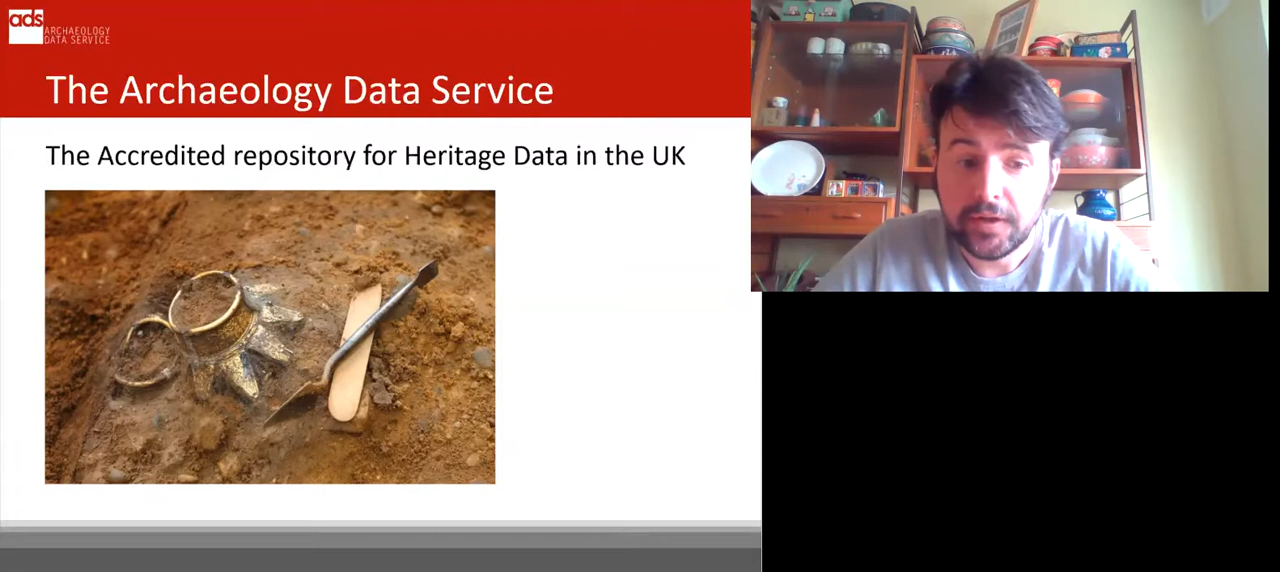 ads
ARCHAEOLOGY
DATA SERVICE
The Archaeology Data Service
The Accredited repository for Heritage Data in the UK